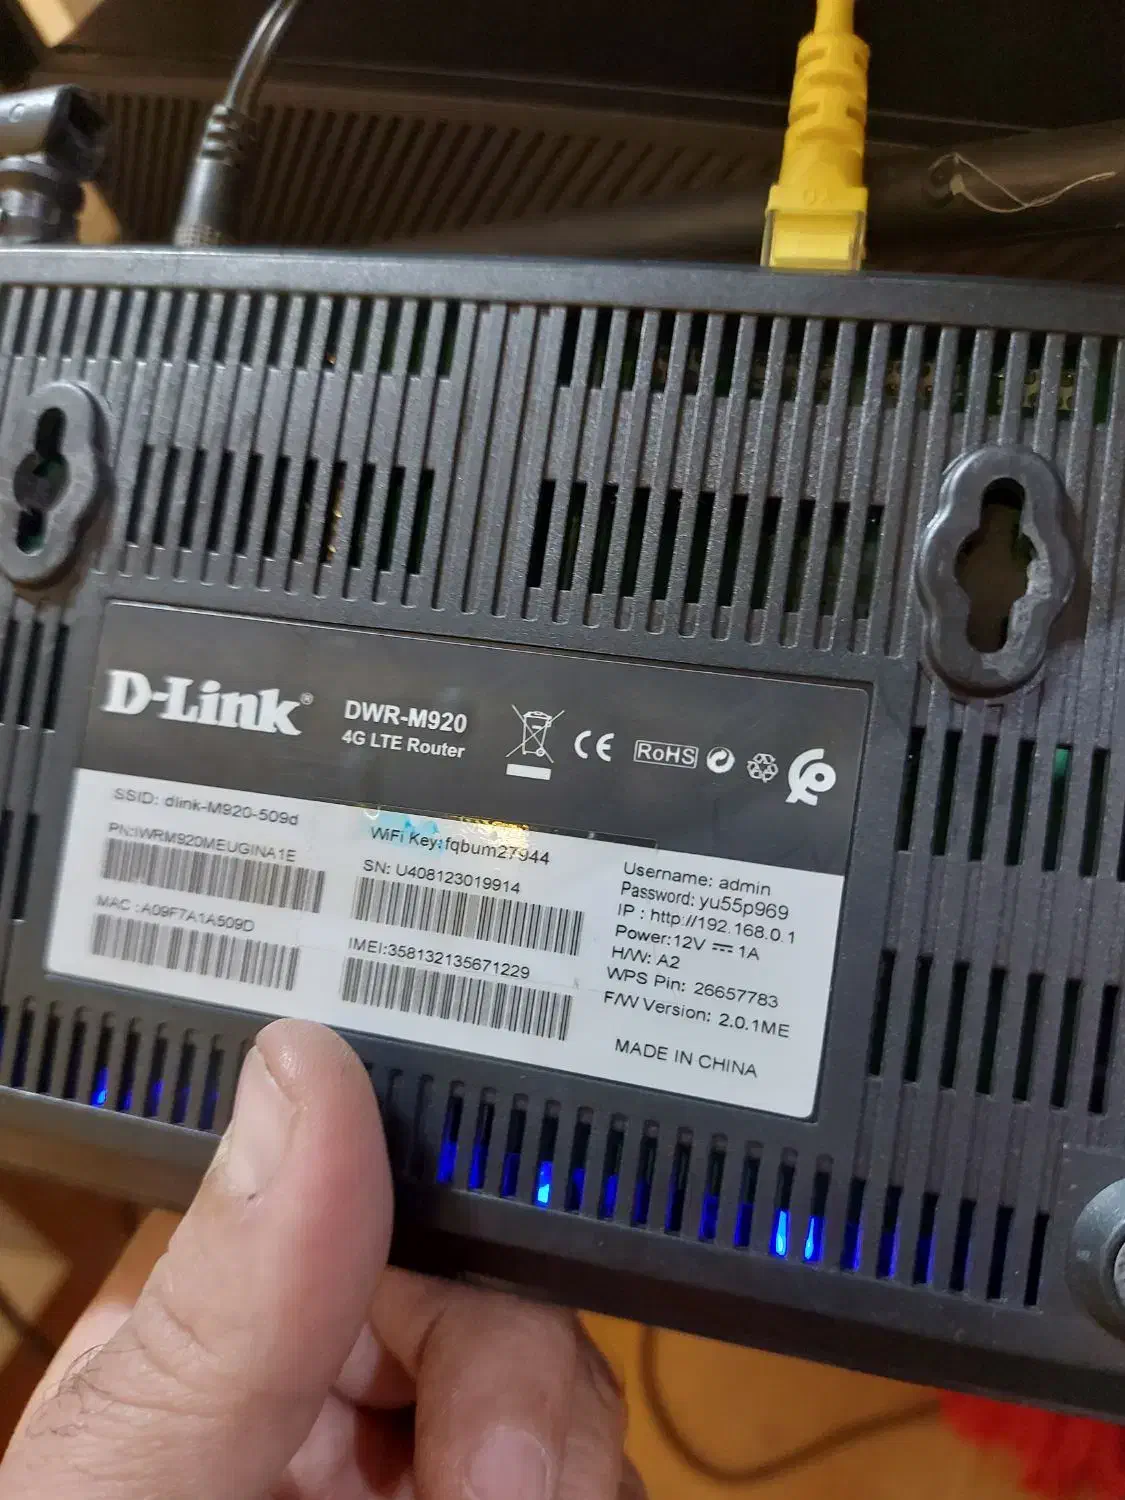 D-Link®
DWR-M920
4G LTE Router
CE
RoHS
SSID: dlink-M920-509d
WiFi Key:fqbum27944
PN:IWRM920MEUGINA1E
SN: U408123019914
MAC :A09F7A1A509D
IMEI:358132135671229
Username: admin
Password: yu55p969
IP : http://192.168.0.1
Power:12V ⎓ 1A
H/W: A2
WPS Pin: 26657783
F/W Version: 2.0.1ME
MADE IN CHINA